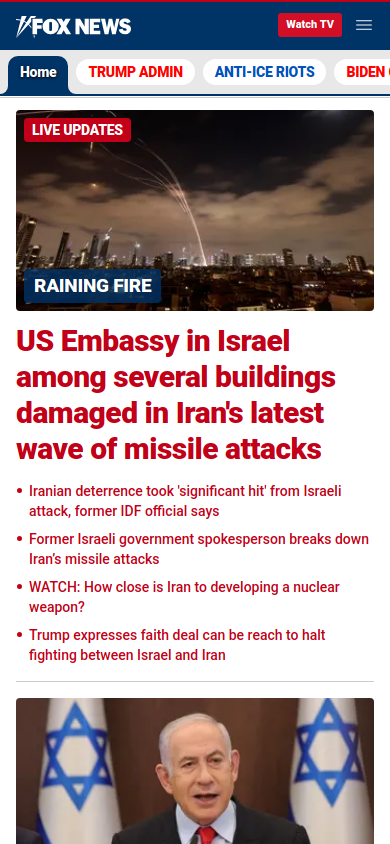 FOX NEWS
Watch TV
Home
TRUMP ADMIN
ANTI-ICE RIOTS
BIDEN
LIVE UPDATES
RAINING FIRE
US Embassy in Israel
among several buildings
damaged in Iran's latest
wave of missile attacks
Iranian deterrence took 'significant hit' from Israeli
attack, former IDF official says
Former Israeli government spokesperson breaks down
Iran’s missile attacks
WATCH: How close is Iran to developing a nuclear
weapon?
Trump expresses faith deal can be reach to halt
fighting between Israel and Iran